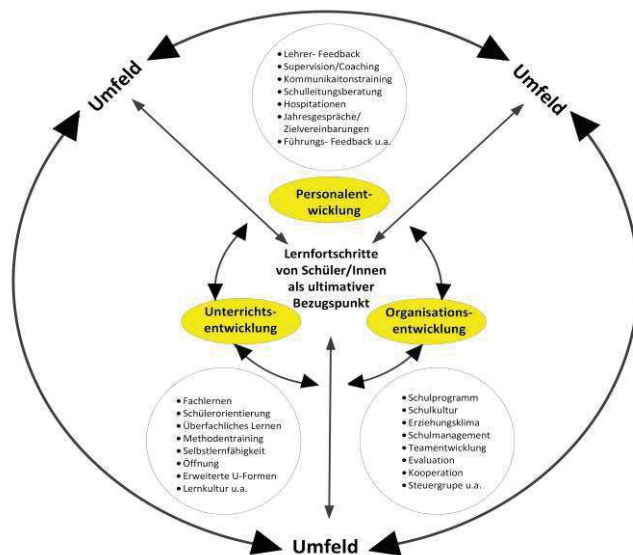 Umfeld
Umfeld
• Lehrer- Feedback
• Supervision/Coaching
• Kommunikaitonstraining
• Schulleitungsberatung
• Hospitationen
• Jahresgespräche/
Zielvereinbarungen
• Führungs- Feedback u.a.
Personalent-
wicklung
Lernfortschritte
von Schüler/Innen
als ultimativer
Bezugspunkt
Unterrichts-
entwicklung
Organisations-
entwicklung
• Fachlernen
• Schülerorientierung
• Überfachliches Lernen
• Methodentraining
• Selbstlernfähigkeit
• Öffnung
• Erweiterte U-Formen
• Lernkultur u.a.
• Schulprogramm
• Schulkultur
• Erziehungsklima
• Schulmanagement
• Teamentwicklung
• Evaluation
• Kooperation
• Steuergrupe u.a.
Umfeld